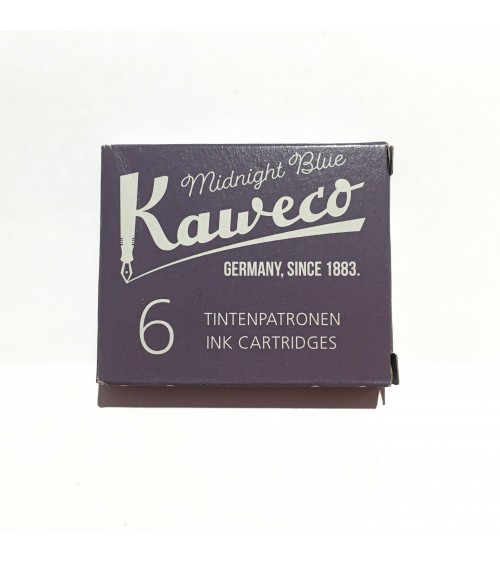 Midnight Blue
Kaweco
GERMANY, SINCE 1883.
6
TINTENPATRONEN
INK CARTRIDGES